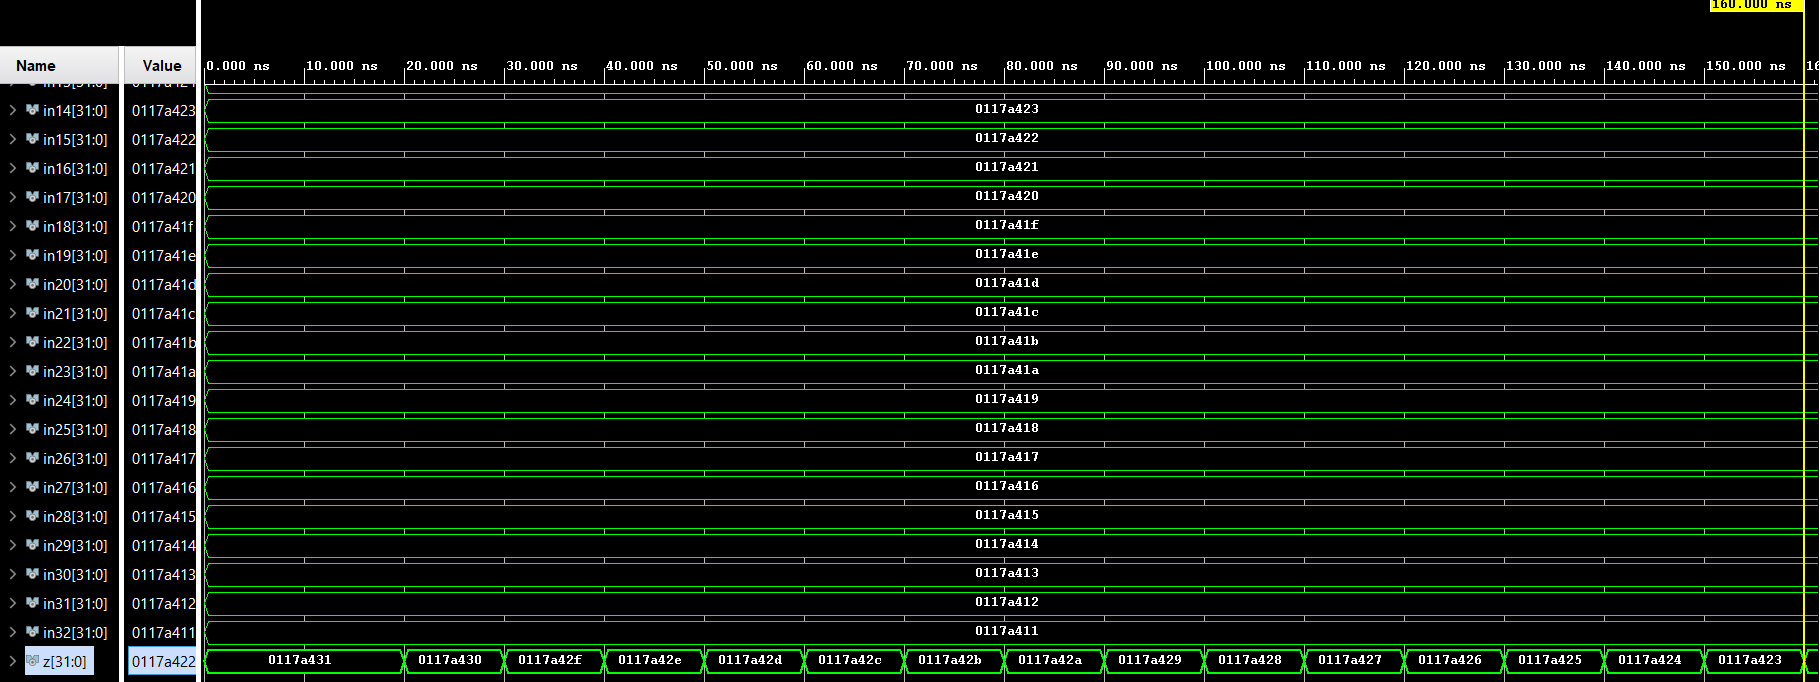 160.000 ns
Name Value 0.000 ns 10.000 ns 20.000 ns 30.000 ns 40.000 ns 50.000 ns 60.000 ns 70.000 ns 80.000 ns 90.000 ns 100.000 ns 110.000 ns 120.000 ns 130.000 ns 140.000 ns 150.000 ns
in14[31:0] 0117a423 0117a423
in15[31:0] 0117a422 0117a422
in16[31:0] 0117a421 0117a421
in17[31:0] 0117a420 0117a420
in18[31:0] 0117a41f 0117a41f
in19[31:0] 0117a41e 0117a41e
in20[31:0] 0117a41d 0117a41d
in21[31:0] 0117a41c 0117a41c
in22[31:0] 0117a41b 0117a41b
in23[31:0] 0117a41a 0117a41a
in24[31:0] 0117a419 0117a419
in25[31:0] 0117a418 0117a418
in26[31:0] 0117a417 0117a417
in27[31:0] 0117a416 0117a416
in28[31:0] 0117a415 0117a415
in29[31:0] 0117a414 0117a414
in30[31:0] 0117a413 0117a413
in31[31:0] 0117a412 0117a412
in32[31:0] 0117a411 0117a411
z[31:0] 0117a422 0117a431 0117a430 0117a42f 0117a42e 0117a42d 0117a42c 0117a42b 0117a42a 0117a429 0117a428 0117a427 0117a426 0117a425 0117a424 0117a423